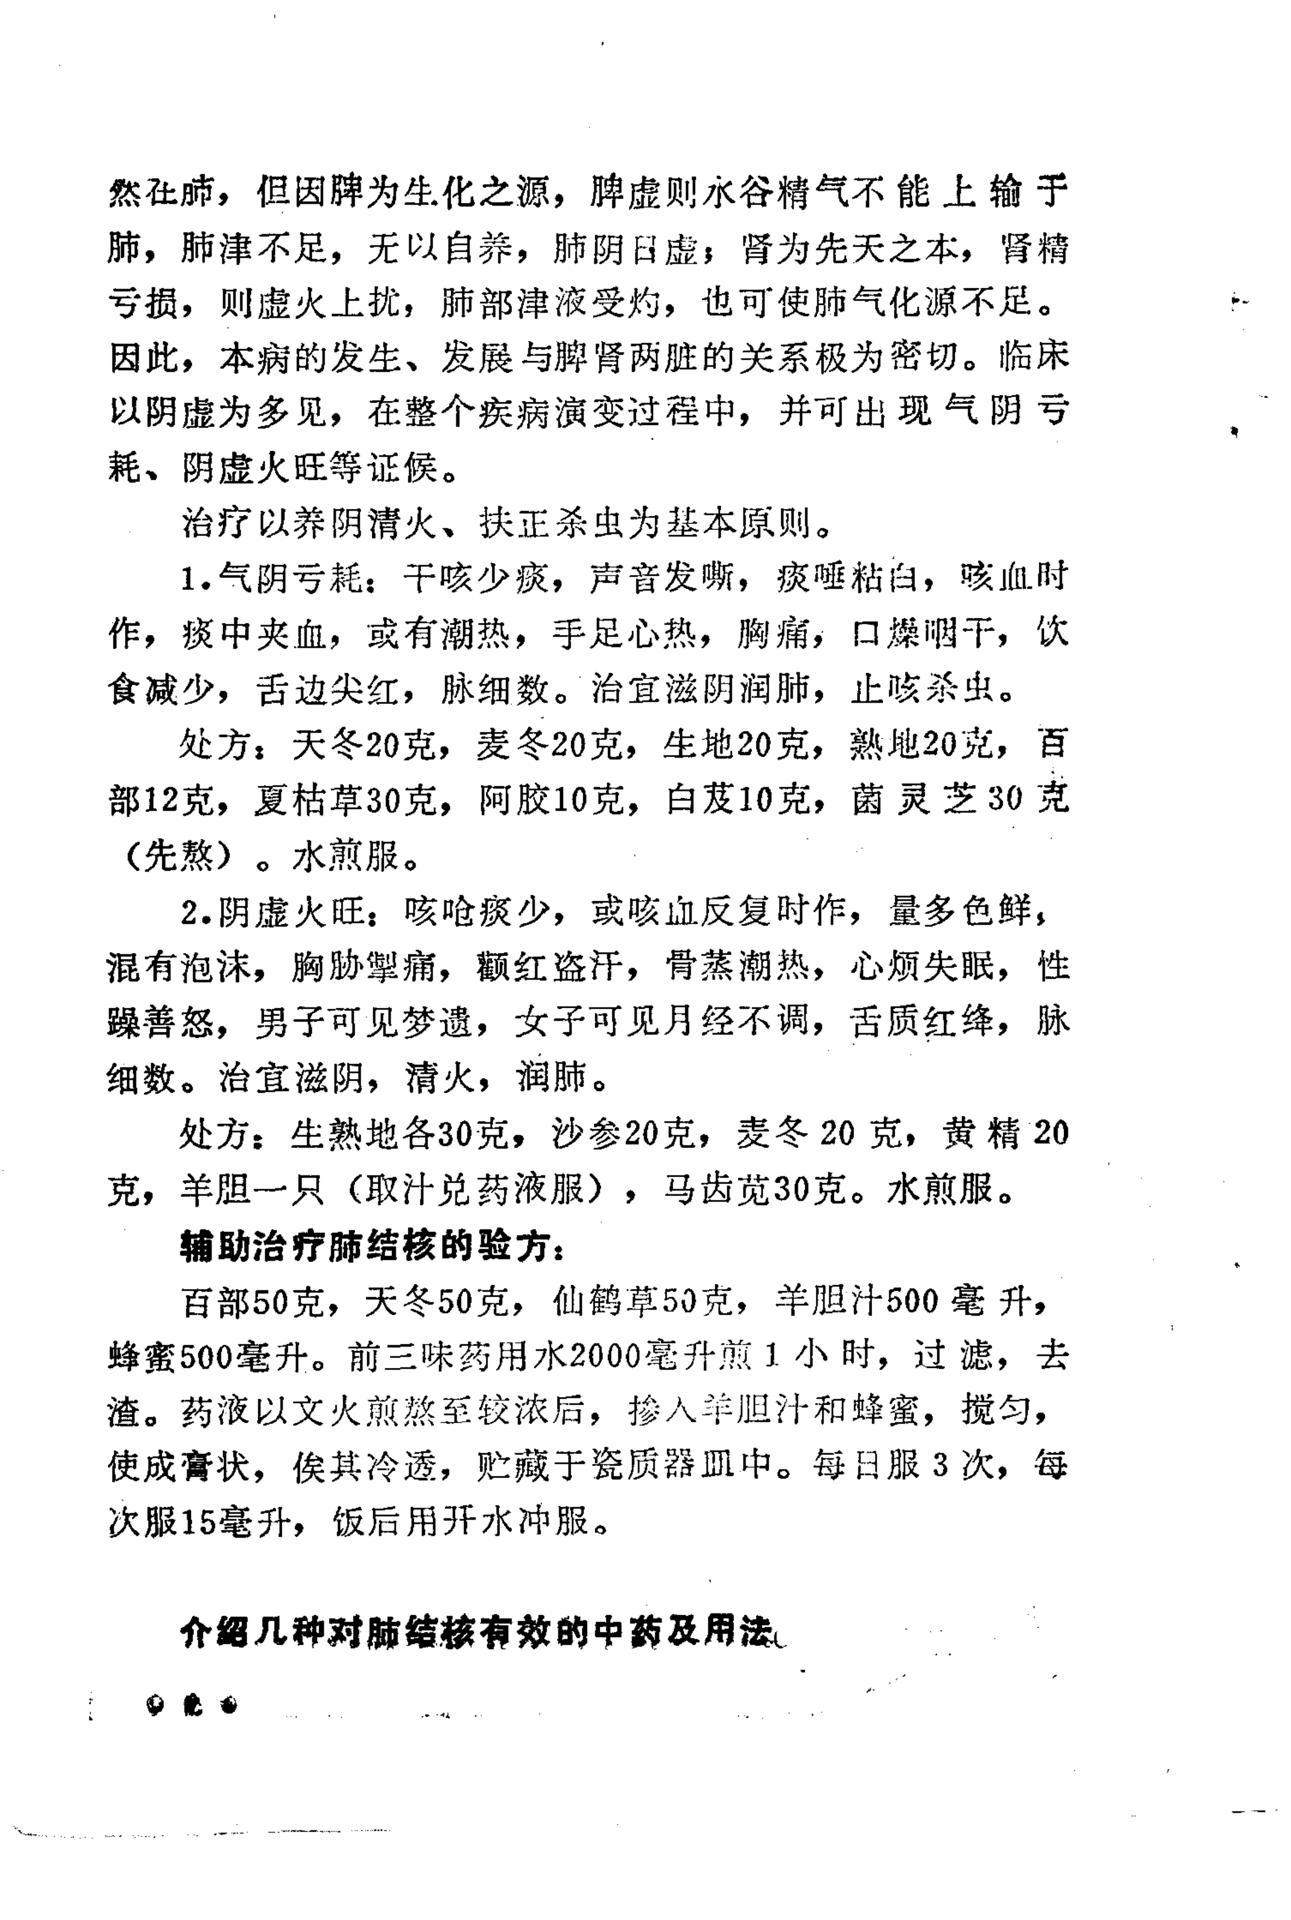 然在肺，但因脾为生化之源，脾虚则水谷精气不能上输于
肺，肺津不足，无以自养，肺阴日虚；肾为先天之本，肾精
亏损，则虚火上扰，肺部津液受灼，也可使肺气化源不足。
因此，本病的发生、发展与脾肾两脏的关系极为密切。临床
以阴虚为多见，在整个疾病演变过程中，并可出现气阴亏
耗、阴虚火旺等证候。
治疗以养阴清火、扶正杀虫为基本原则。
1.气阴亏耗：干咳少痰，声音发嘶，痰唾粘白，咳血时
作，痰中夹血，或有潮热，手足心热，胸痛，口燥咽干，饮
食减少，舌边尖红，脉细数。治宜滋阴润肺，止咳杀虫。
处方：天冬20克，麦冬20克，生地20克，熟地20克，百
部12克，夏枯草30克，阿胶10克，白芨10克，菌灵芝30克
（先熬）。水煎服。
2.阴虚火旺：咳呛痰少，或咳血反复时作，量多色鲜，
混有泡沫，胸胁掣痛，颧红盗汗，骨蒸潮热，心烦失眠，性
躁善怒，男子可见梦遗，女子可见月经不调，舌质红绛，脉
细数。治宜滋阴，清火，润肺。
处方：生熟地各30克，沙参20克，麦冬20克，黄精20
克，羊胆一只（取汁兑药液服），马齿苋30克。水煎服。
辅助治疗肺结核的验方：
百部50克，天冬50克，仙鹤草50克，羊胆汁500毫升，
蜂蜜500毫升。前三味药用水2000毫升煎1小时，过滤，去
渣。药液以文火煎熬至较浓后，掺入羊胆汁和蜂蜜，搅匀，
使成膏状，俟其冷透，贮藏于瓷质器皿中。每日服3次，每
次服15毫升，饭后用开水冲服。
介绍几种对肺结核有效的中药及用法